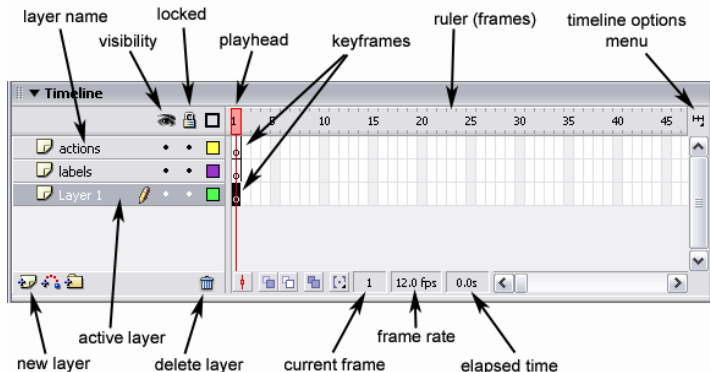 layer name
locked
visibility
playhead
keyframes
ruler (frames)
timeline options
menu
Timeline
1 5 10 15 20 25 30 35 40 45
actions
labels
Layer 1
1 12.0 fps 0.0s
new layer
active layer
delete layer
current frame
frame rate
elapsed time